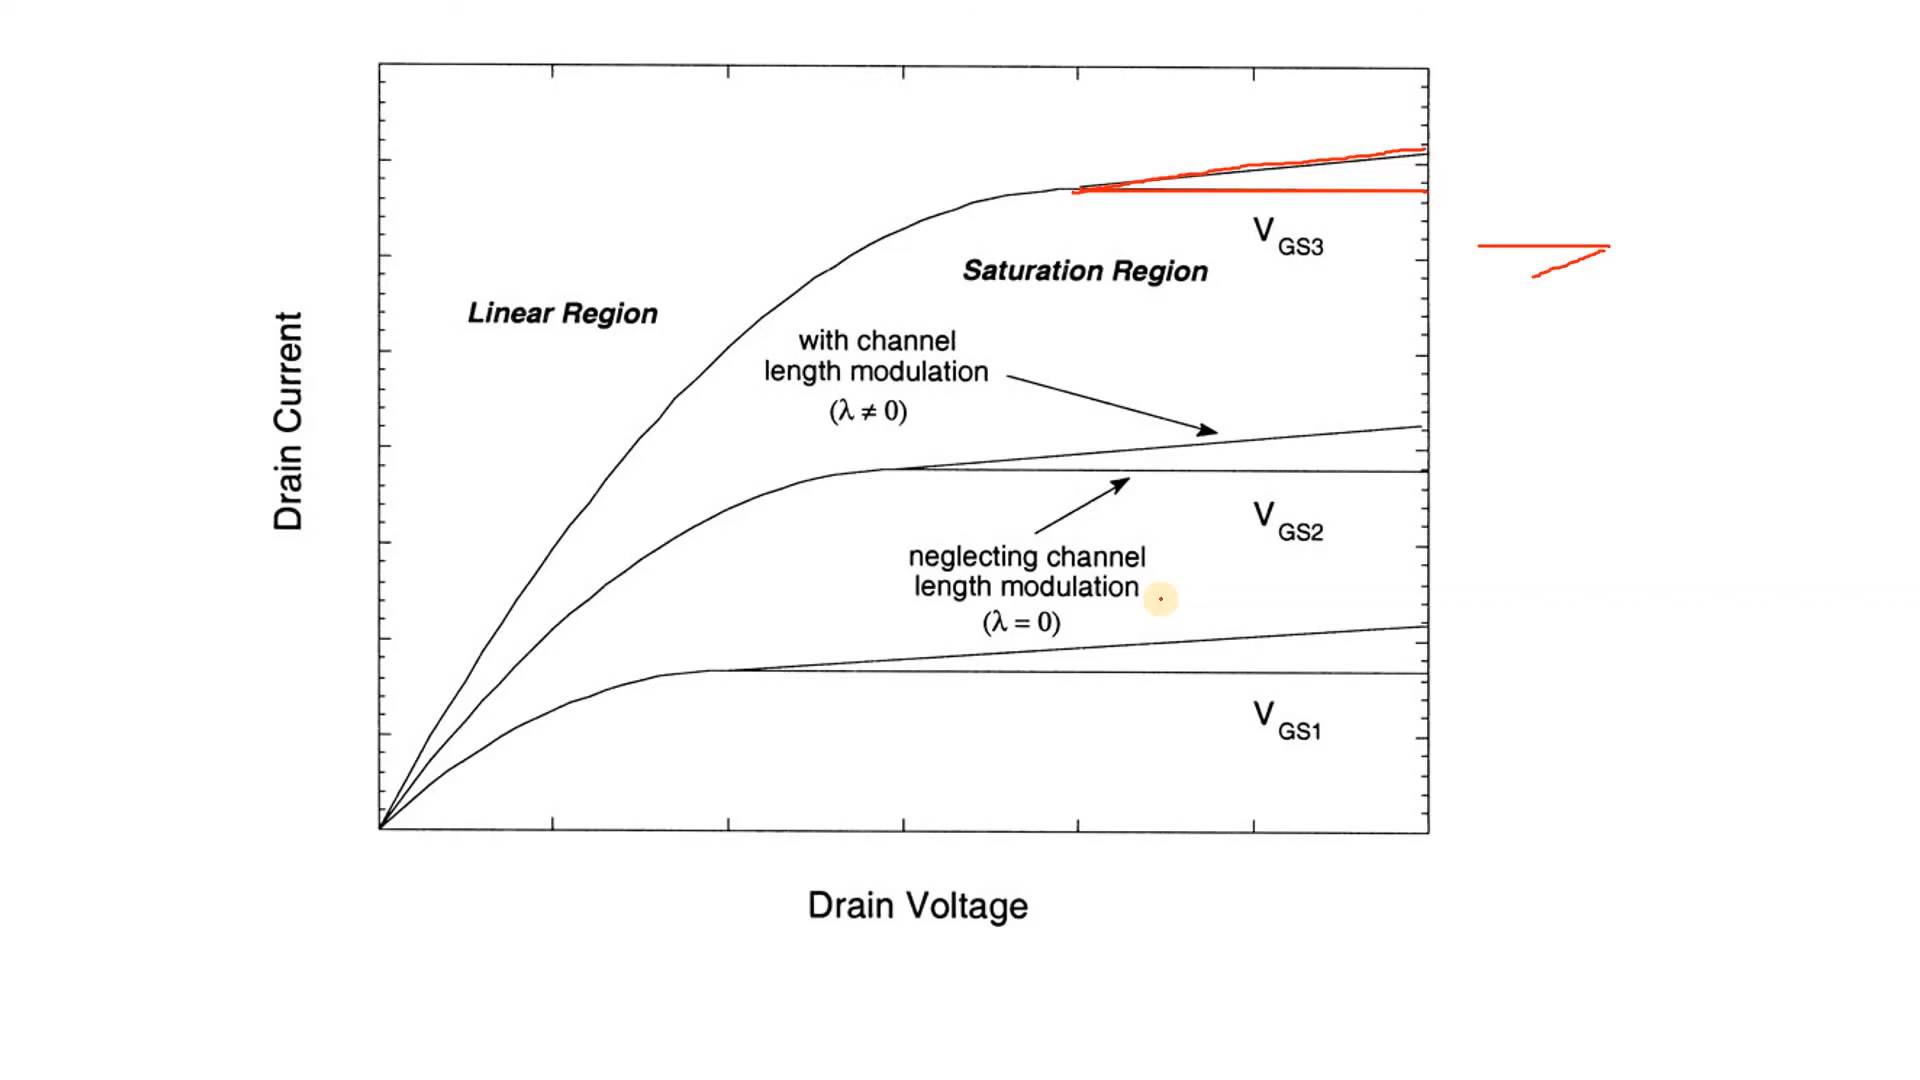 V GS3
Saturation Region
Linear Region
with channel
length modulation
(λ ≠ 0)
Drain Current
V GS2
neglecting channel
length modulation
(λ = 0)
V GS1
Drain Voltage